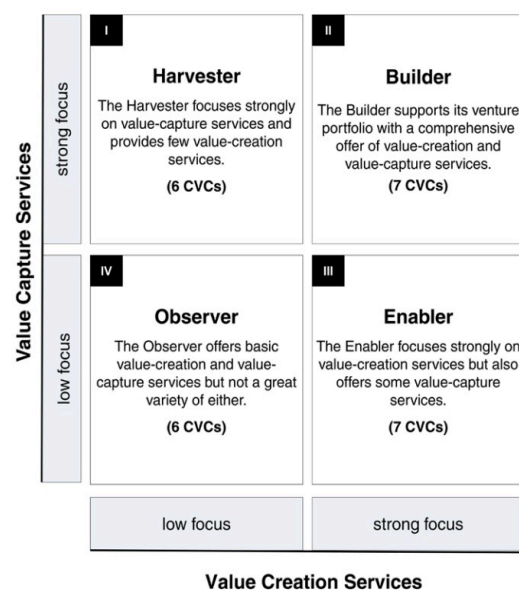 I
Harvester
The Harvester focuses strongly
on value-capture services and
provides few value-creation
services.
(6 CVCs)
II
Builder
The Builder supports its venture
portfolio with a comprehensive
offer of value-creation and
value-capture services.
(7 CVCs)
strong focus
Value Capture Services
low focus
IV
Observer
The Observer offers basic
value-creation and value-
capture services but not a great
variety of either.
(6 CVCs)
III
Enabler
The Enabler focuses strongly on
value-creation services but also
offers some value-capture
services.
(7 CVCs)
low focus
strong focus
Value Creation Services